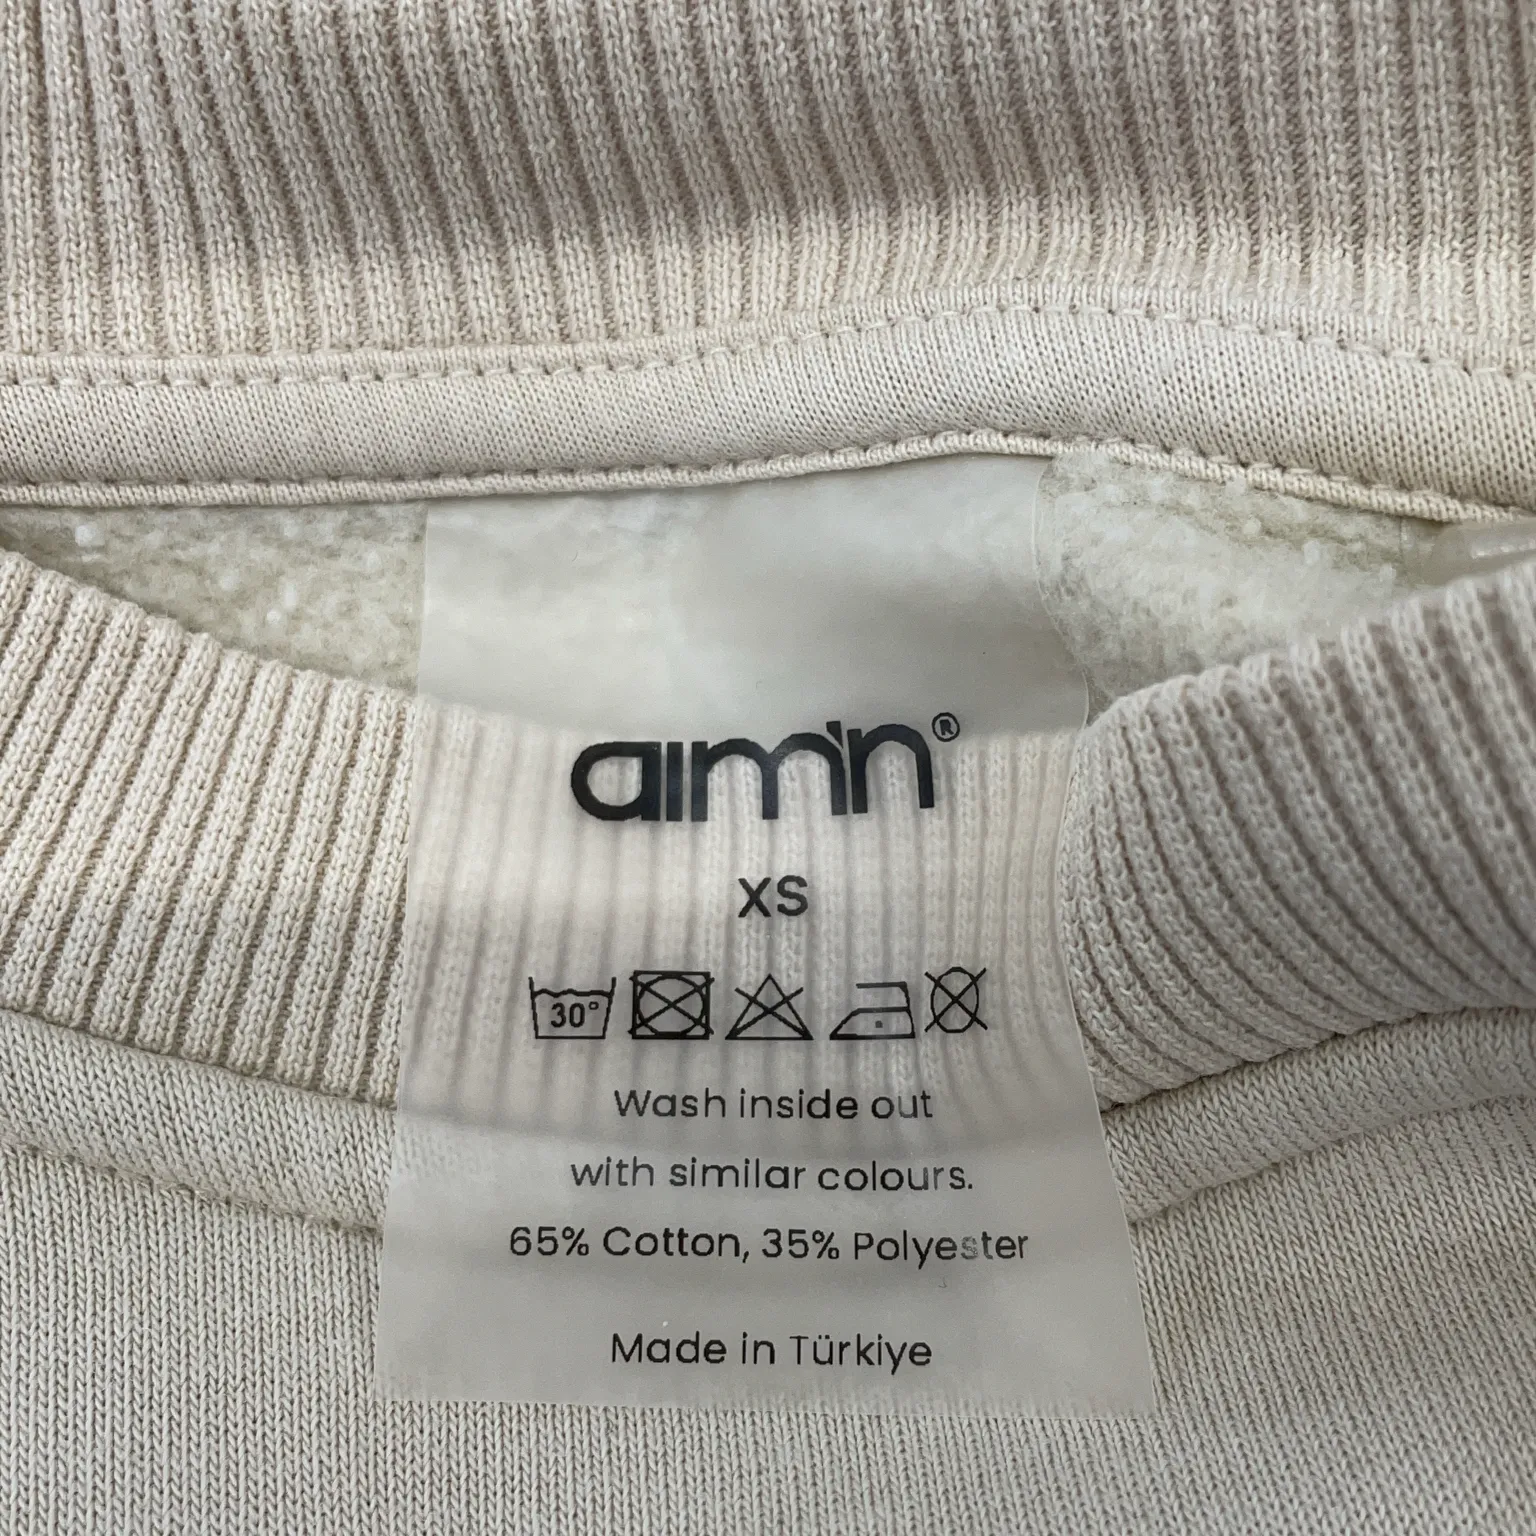 aim'n®
XS
30°
Wash inside out
with similar colours.
65% Cotton, 35% Polyester
Made in Türkiye